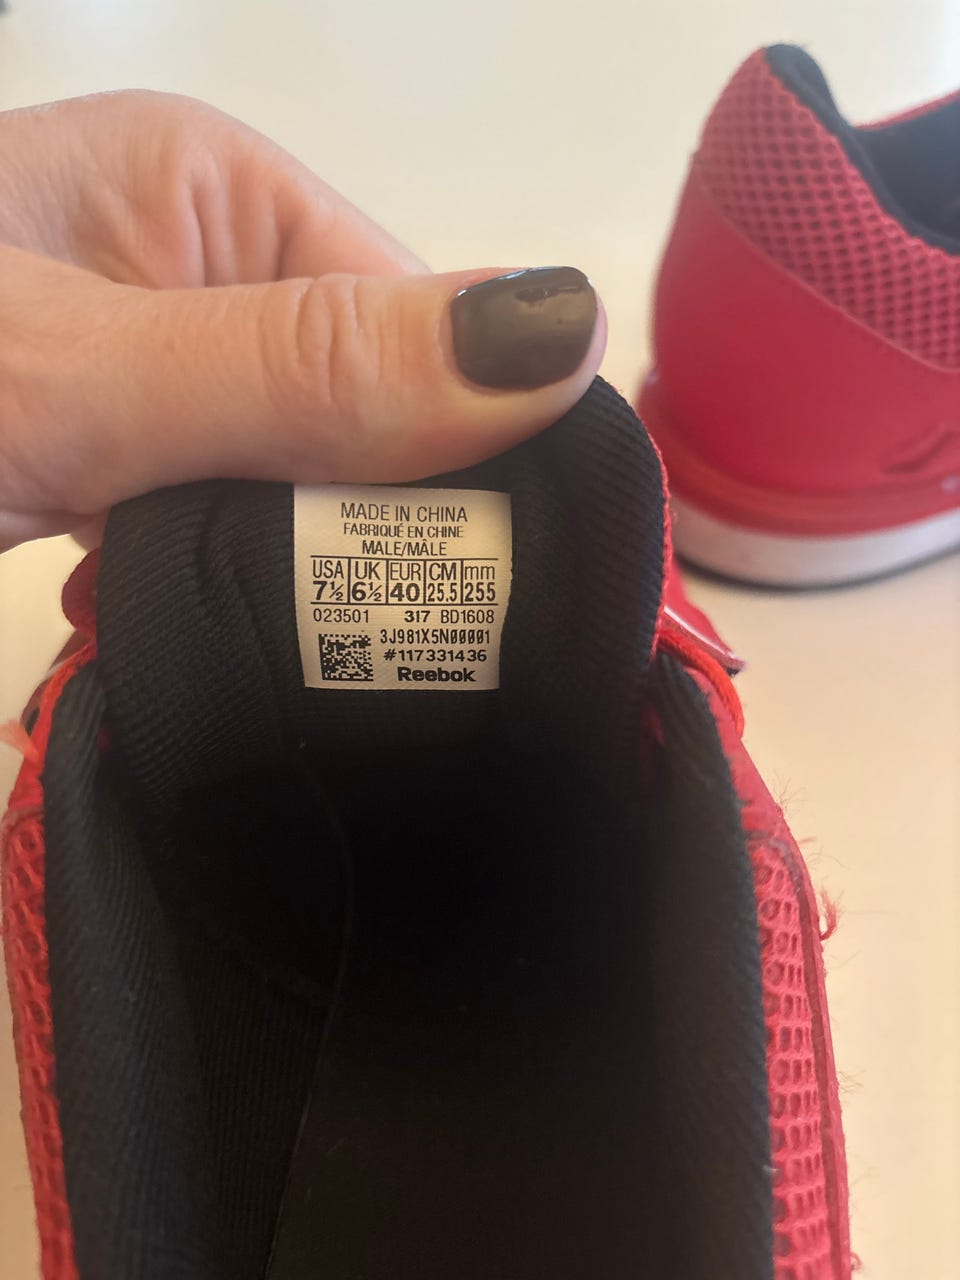 MADE IN CHINA
FABRIQUÉ EN CHINE
MALE/MÂLE
USA UK EUR CM mm
7½ 6½ 40 25.5 255
023501 317 BD1608
3J981X5N00001
#117331436
Reebok